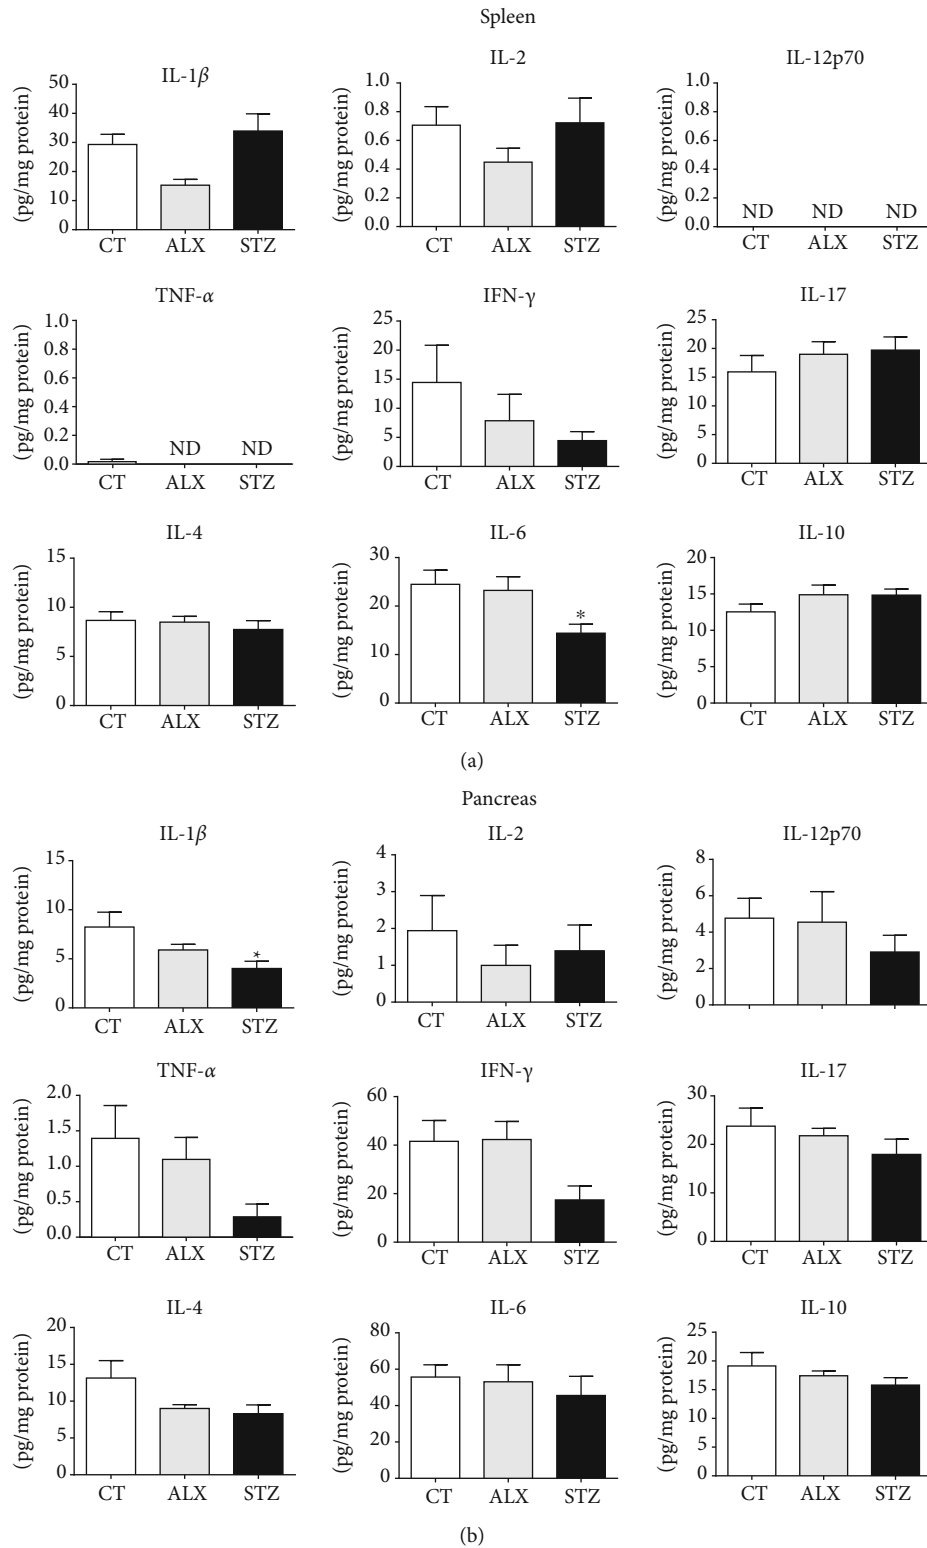 Spleen
IL-1β
(pg/mg protein)
50
40
30
20
10
0
CT ALX STZ
IL-2
(pg/mg protein)
1.0
0.8
0.6
0.4
0.2
0.0
CT ALX STZ
IL-12p70
(pg/mg protein)
1.0
0.8
0.6
0.4
0.2
0.0
ND ND ND
CT ALX STZ
TNF-α
(pg/mg protein)
1.0
0.8
0.6
0.4
0.2
0.0
ND ND
CT ALX STZ
IFN-γ
(pg/mg protein)
25
20
15
10
5
0
CT ALX STZ
IL-17
(pg/mg protein)
25
20
15
10
5
0
CT ALX STZ
IL-4
(pg/mg protein)
15
10
5
0
CT ALX STZ
IL-6
(pg/mg protein)
30
20
10
0
*
CT ALX STZ
IL-10
(pg/mg protein)
20
15
10
5
0
CT ALX STZ
(a)
Pancreas
IL-1β
(pg/mg protein)
15
10
5
0
*
CT ALX STZ
IL-2
(pg/mg protein)
4
3
2
1
0
CT ALX STZ
IL-12p70
(pg/mg protein)
8
6
4
2
0
CT ALX STZ
TNF-α
(pg/mg protein)
2.0
1.5
1.0
0.5
0.0
CT ALX STZ
IFN-γ
(pg/mg protein)
60
40
20
0
CT ALX STZ
IL-17
(pg/mg protein)
30
20
10
0
CT ALX STZ
IL-4
(pg/mg protein)
20
15
10
5
0
CT ALX STZ
IL-6
(pg/mg protein)
80
60
40
20
0
CT ALX STZ
IL-10
(pg/mg protein)
25
20
15
10
5
0
CT ALX STZ
(b)